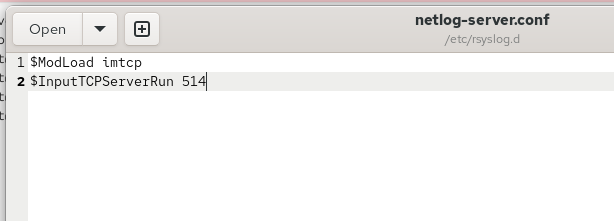 Open
netlog-server.conf
/etc/rsyslog.d
1 $ModLoad imtcp
2 $InputTCPServerRun 514